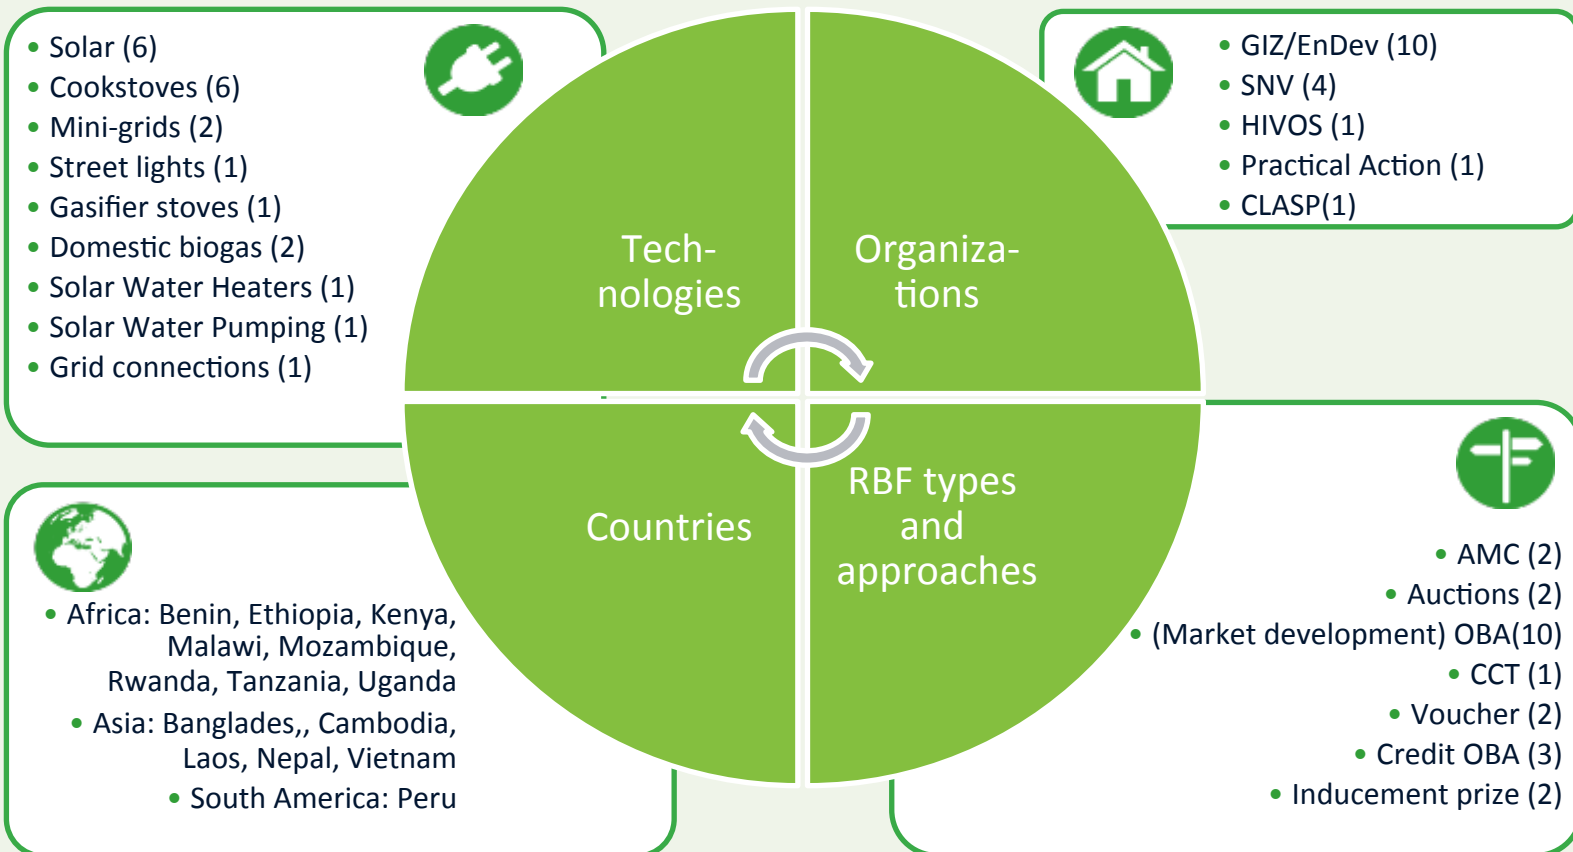 • Solar (6)
• Cookstoves (6)
• Mini-grids (2)
• Street lights (1)
• Gasifier stoves (1)
• Domestic biogas (2)
• Solar Water Heaters (1)
• Solar Water Pumping (1)
• Grid connections (1)
• GIZ/EnDev (10)
• SNV (4)
• HIVOS (1)
• Practical Action (1)
• CLASP(1)
Tech-
nologies
Organiza-
tions
Countries
RBF types
and
approaches
• Africa: Benin, Ethiopia, Kenya,
Malawi, Mozambique,
Rwanda, Tanzania, Uganda
• Asia: Banglades,, Cambodia,
Laos, Nepal, Vietnam
• South America: Peru
• AMC (2)
• Auctions (2)
• (Market development) OBA(10)
• CCT (1)
• Voucher (2)
• Credit OBA (3)
• Inducement prize (2)